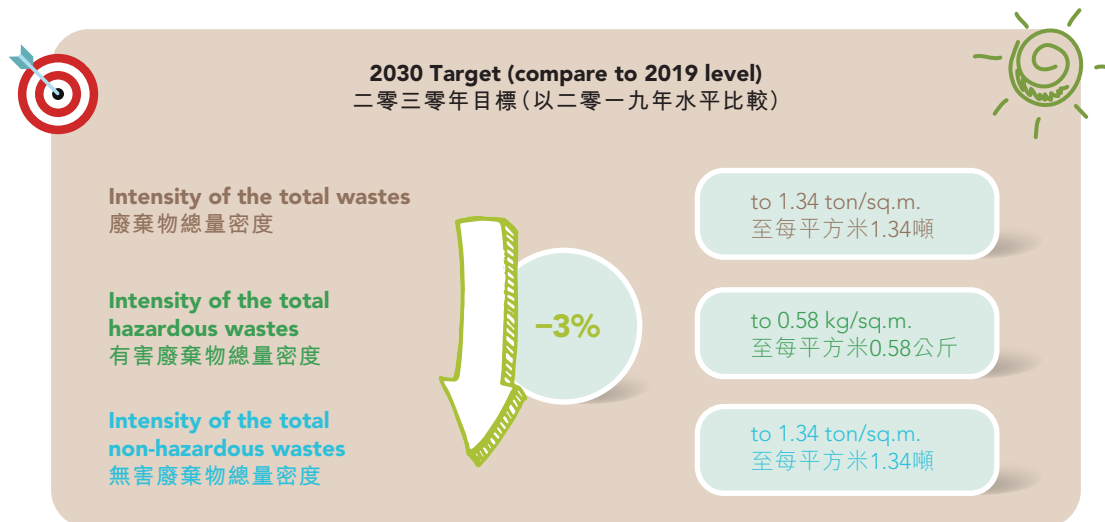 2030 Target (compare to 2019 level)
二零三零年目標（以二零一九年水平比較）
Intensity of the total wastes
廢棄物總量密度
to 1.34 ton/sq.m.
至每平方米1.34噸
Intensity of the total
hazardous wastes
有害廢棄物總量密度
–3%
to 0.58 kg/sq.m.
至每平方米0.58公斤
Intensity of the total
non-hazardous wastes
無害廢棄物總量密度
to 1.34 ton/sq.m.
至每平方米1.34噸